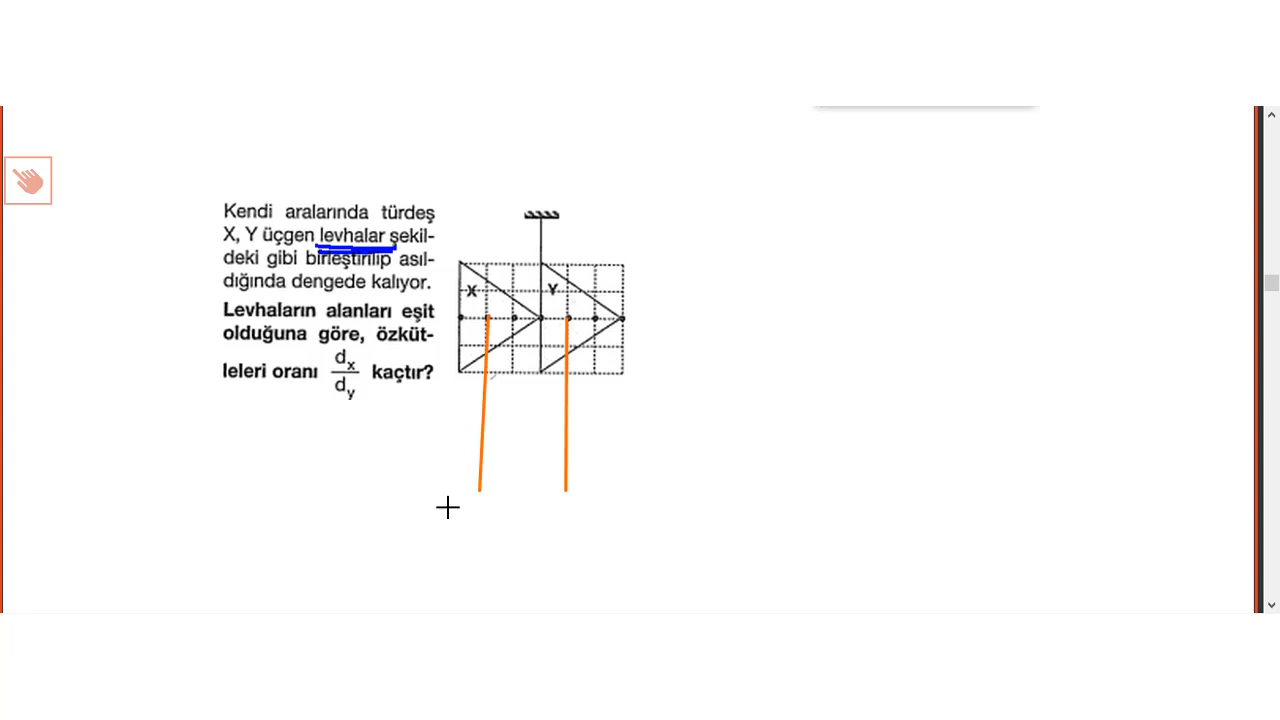 Kendi aralarında türdeş
X, Y üçgen levhalar şekil-
deki gibi birleştirilip asıl-
dığında dengede kalıyor.
Levhaların alanları eşit
olduğuna göre, özküt-
leleri oranı dx/dy kaçtır?
X
Y